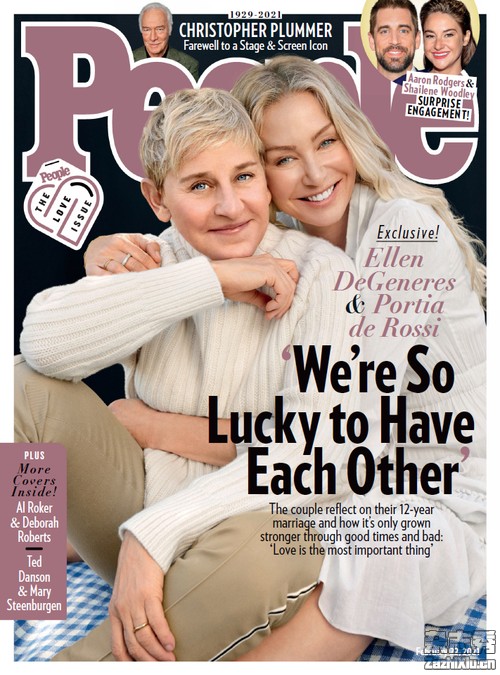 1929-2021
CHRISTOPHER PLUMMER
Farewell to a Stage & Screen Icon
People
Aaron Rodgers &
Shailene Woodley
SURPRISE
ENGAGEMENT!
People
THE
LOVE
ISSUE
Exclusive!
Ellen
DeGeneres
& Portia
de Rossi
‘We’re So
Lucky to Have
Each Other’
The couple reflect on their 12-year
marriage and how it’s only grown
stronger through good times and bad:
‘Love is the most important thing’
PLUS
More
Covers
Inside!
Al Roker
& Deborah
Roberts
Ted
Danson
& Mary
Steenburgen
ZaZhiXiu.cn